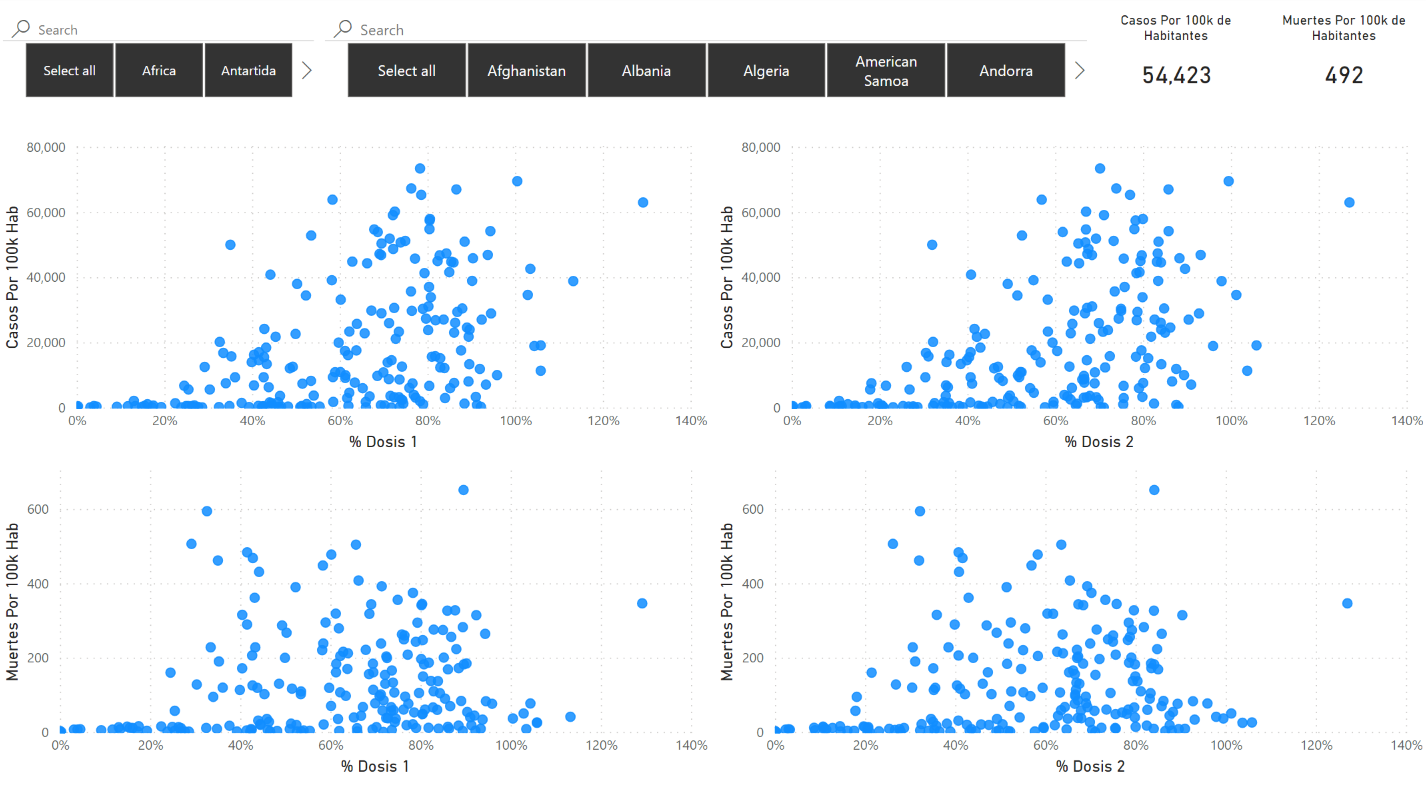 Search
Select all
Africa
Antartida
Search
Select all
Afghanistan
Albania
Algeria
American
Samoa
Andorra
Casos Por 100k de
Habitantes
54,423
Muertes Por 100k de
Habitantes
492
Casos Por 100k Hab
80,000
60,000
40,000
20,000
0
0% 20% 40% 60% 80% 100% 120% 140%
% Dosis 1
Casos Por 100k Hab
80,000
60,000
40,000
20,000
0
0% 20% 40% 60% 80% 100% 120% 140%
% Dosis 2
Muertes Por 100k Hab
600
400
200
0
0% 20% 40% 60% 80% 100% 120% 140%
% Dosis 1
Muertes Por 100k Hab
600
400
200
0
0% 20% 40% 60% 80% 100% 120% 140%
% Dosis 2